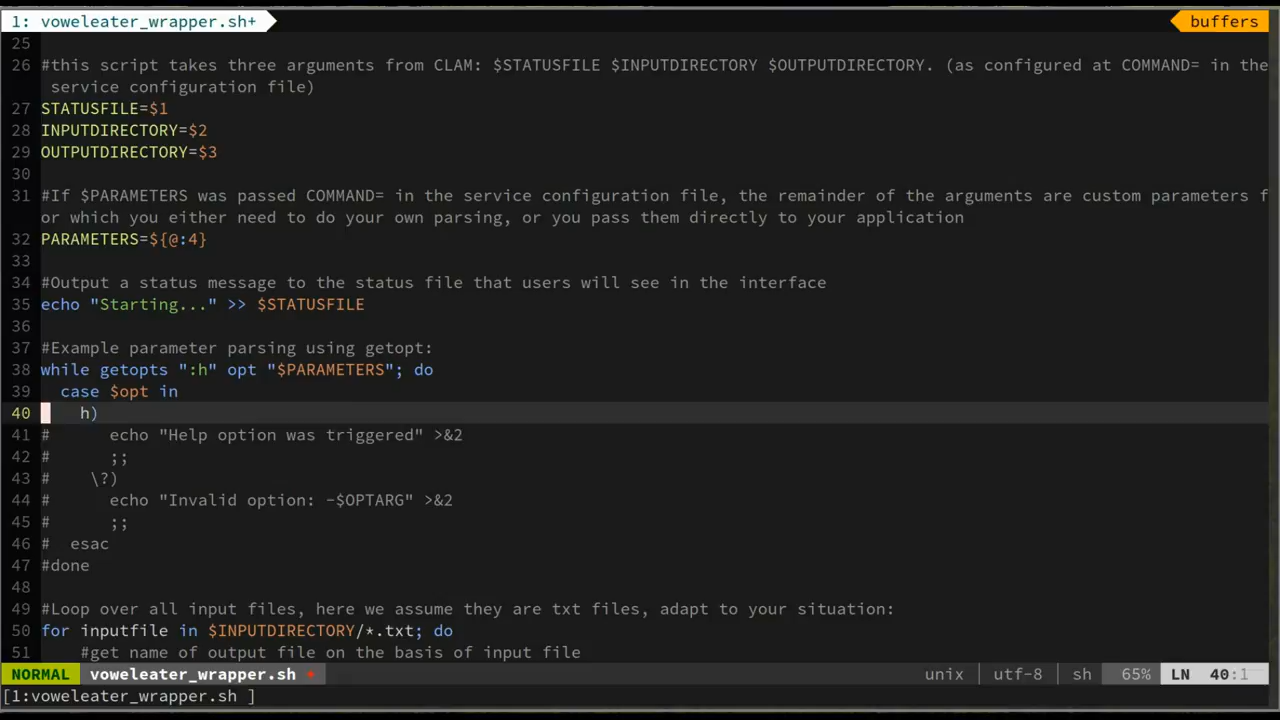 1: voweleater_wrapper.sh+ buffers
25
26 #this script takes three arguments from CLAM: $STATUSFILE $INPUTDIRECTORY $OUTPUTDIRECTORY. (as configured at COMMAND= in the
service configuration file)
27 STATUSFILE=$1
28 INPUTDIRECTORY=$2
29 OUTPUTDIRECTORY=$3
30
31 #If $PARAMETERS was passed COMMAND= in the service configuration file, the remainder of the arguments are custom parameters f
or which you either need to do your own parsing, or you pass them directly to your application
32 PARAMETERS=${@:4}
33
34 #Output a status message to the status file that users will see in the interface
35 echo "Starting..." >> $STATUSFILE
36
37 #Example parameter parsing using getopt:
38 while getopts ":h" opt "$PARAMETERS"; do
39   case $opt in
40     h)
41 #      echo "Help option was triggered" >&2
42 #      ;;
43 #    \?)
44 #      echo "Invalid option: -$OPTARG" >&2
45 #      ;;
46 #  esac
47 #done
48
49 #Loop over all input files, here we assume they are txt files, adapt to your situation:
50 for inputfile in $INPUTDIRECTORY/*.txt; do
51     #get name of output file on the basis of input file
NORMAL voweleater_wrapper.sh unix utf-8 sh 65% LN 40:1
[1:voweleater_wrapper.sh ]